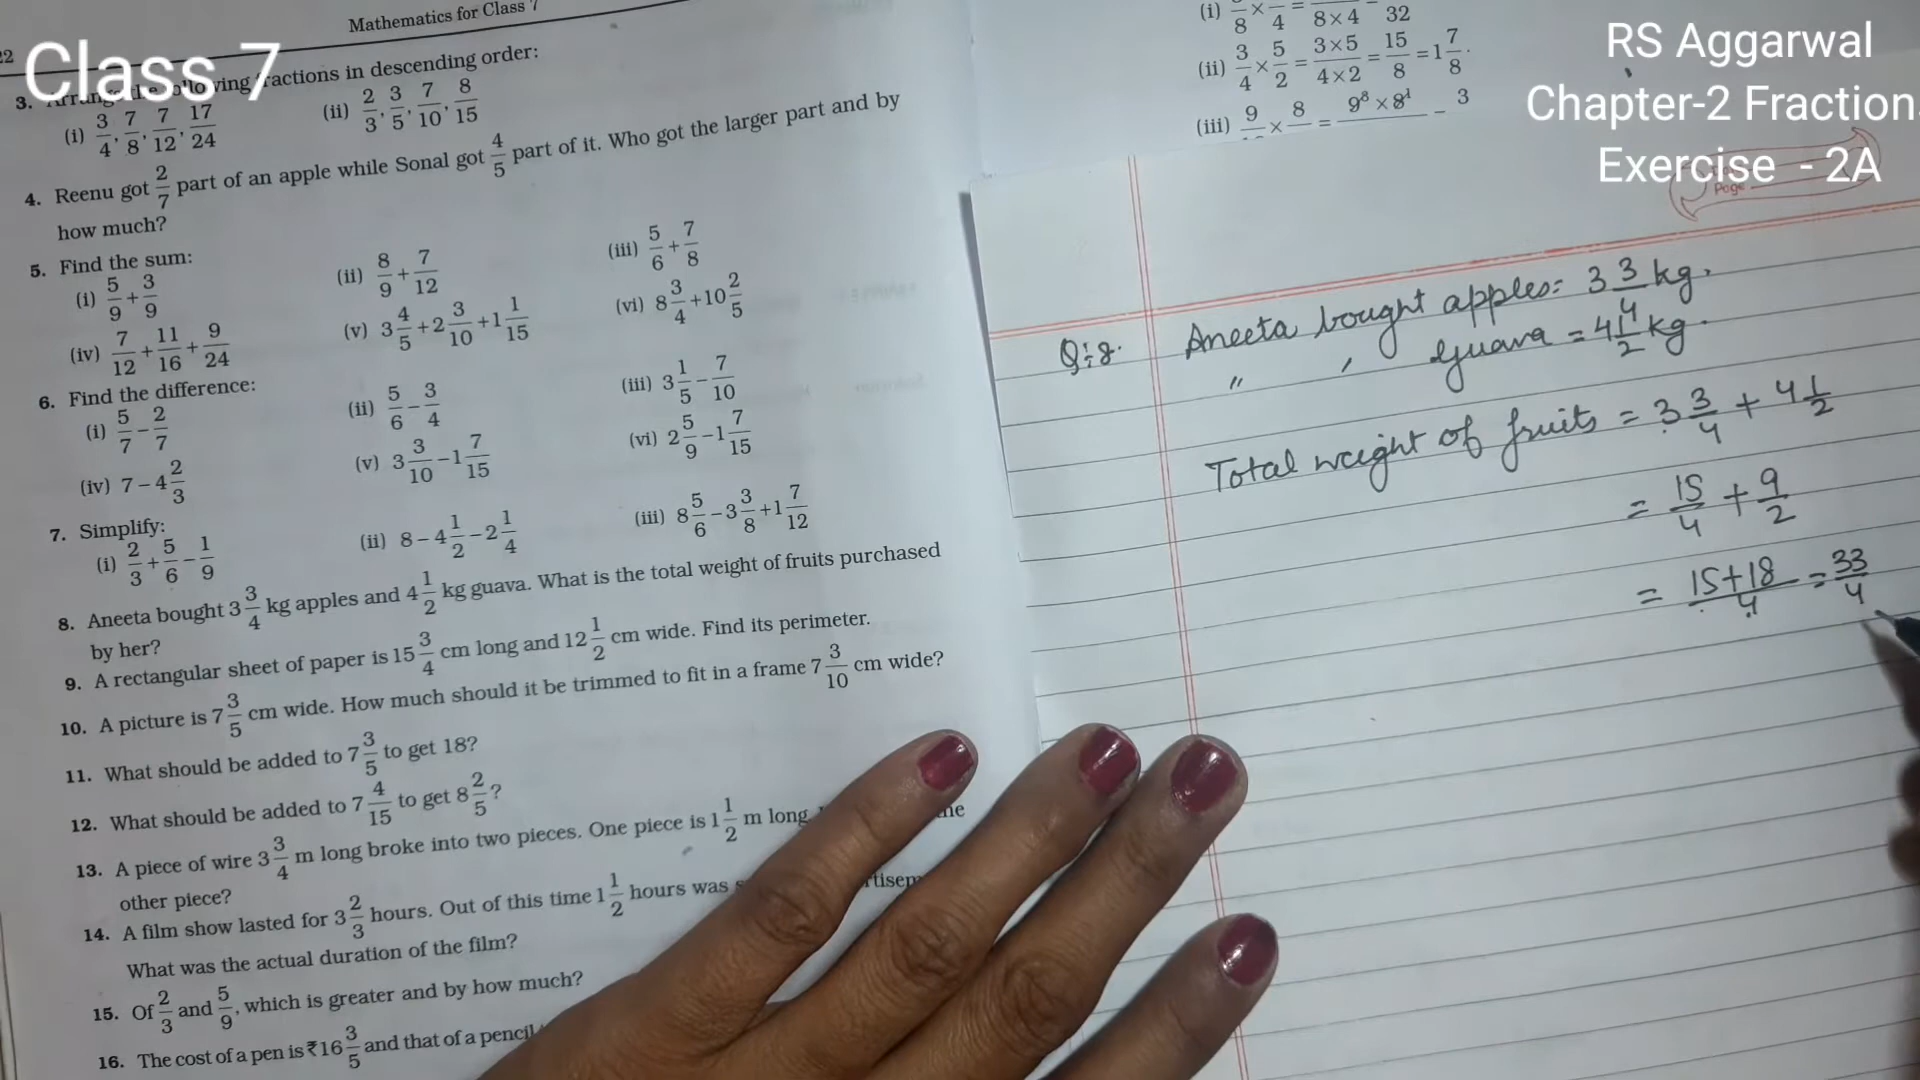 Mathematics for Class 7
22
Class 7
3. Arrange the following fractions in descending order:
(i) 3/4, 7/8, 7/12, 17/24 (ii) 2/3, 3/5, 7/10, 8/15
4. Reenu got 2/7 part of an apple while Sonal got 4/5 part of it. Who got the larger part and by
how much?
5. Find the sum:
(i) 5/9 + 3/9 (ii) 8/9 + 7/12 (iii) 5/6 + 7/8
(iv) 7/12 + 11/16 + 9/24 (v) 3 4/5 + 2 3/10 + 1 1/15 (vi) 8 3/4 + 10 2/5
6. Find the difference:
(i) 5/7 − 2/7 (ii) 5/6 − 3/4 (iii) 3 1/5 − 7/10
(iv) 7 − 4 2/3 (v) 3 3/10 − 1 7/15 (vi) 2 5/9 − 1 7/15
7. Simplify:
(i) 2/3 + 5/6 − 1/9 (ii) 8 − 4 1/2 − 2 1/4 (iii) 8 5/6 − 3 3/8 + 1 7/12
8. Aneeta bought 3 3/4 kg apples and 4 1/2 kg guava. What is the total weight of fruits purchased
by her?
9. A rectangular sheet of paper is 15 3/4 cm long and 12 1/2 cm wide. Find its perimeter.
10. A picture is 7 3/5 cm wide. How much should it be trimmed to fit in a frame 7 3/10 cm wide?
11. What should be added to 7 3/5 to get 18?
12. What should be added to 7 4/15 to get 8 2/5?
13. A piece of wire 3 3/4 m long broke into two pieces. One piece is 1 1/2 m long
other piece?
14. A film show lasted for 3 2/3 hours. Out of this time 1 1/2 hours was
What was the actual duration of the film?
15. Of 2/3 and 5/9, which is greater and by how much?
16. The cost of a pen is ₹16 3/5 and that of a pencil
(i) /8 × /4 = /8×4 32
(ii) 3/4 × 5/2 = 3×5/4×2 = 15/8 = 1 7/8.
(iii) 9/ × 8/ = 9 × 8 3
RS Aggarwal
Chapter-2 Fraction
Exercise - 2A
Page
Q:8. Aneeta bought apples = 3 3/4 kg.
" , Guava = 4 1/2 kg.
Total weight of fruits = 3 3/4 + 4 1/2
= 15/4 + 9/2
= 15+18/4 = 33/4